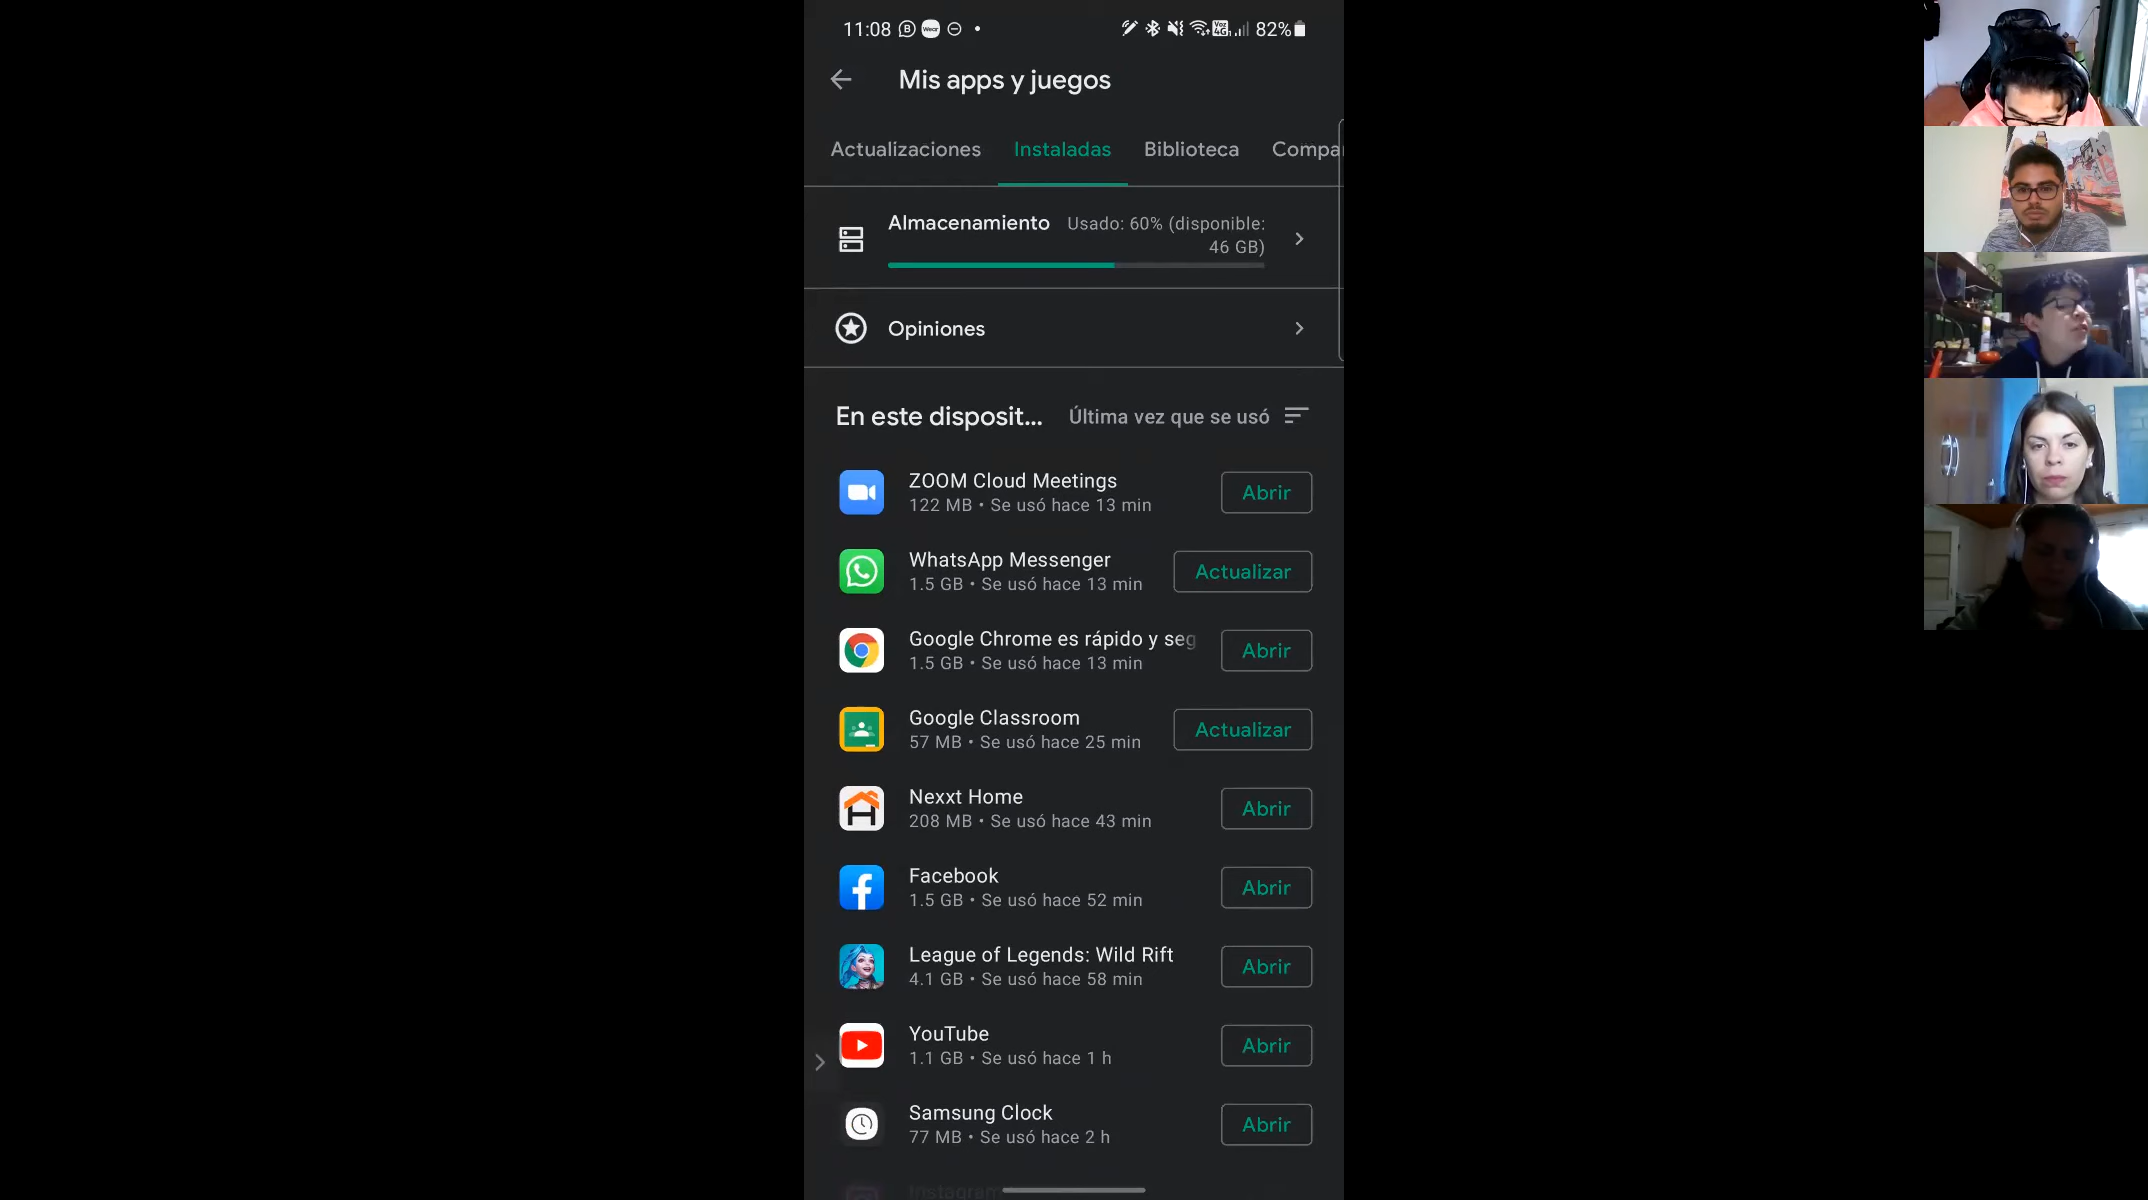 11:08 82%
Mis apps y juegos
Actualizaciones Instaladas Biblioteca Compar
Almacenamiento Usado: 60% (disponible:
46 GB)
Opiniones
En este disposit... Última vez que se usó
ZOOM Cloud Meetings
122 MB • Se usó hace 13 min
Abrir
WhatsApp Messenger
1.5 GB • Se usó hace 13 min
Actualizar
Google Chrome es rápido y seg
1.5 GB • Se usó hace 13 min
Abrir
Google Classroom
57 MB • Se usó hace 25 min
Actualizar
Nexxt Home
208 MB • Se usó hace 43 min
Abrir
Facebook
1.5 GB • Se usó hace 52 min
Abrir
League of Legends: Wild Rift
4.1 GB • Se usó hace 58 min
Abrir
YouTube
1.1 GB • Se usó hace 1 h
Abrir
Samsung Clock
77 MB • Se usó hace 2 h
Abrir
Instagram